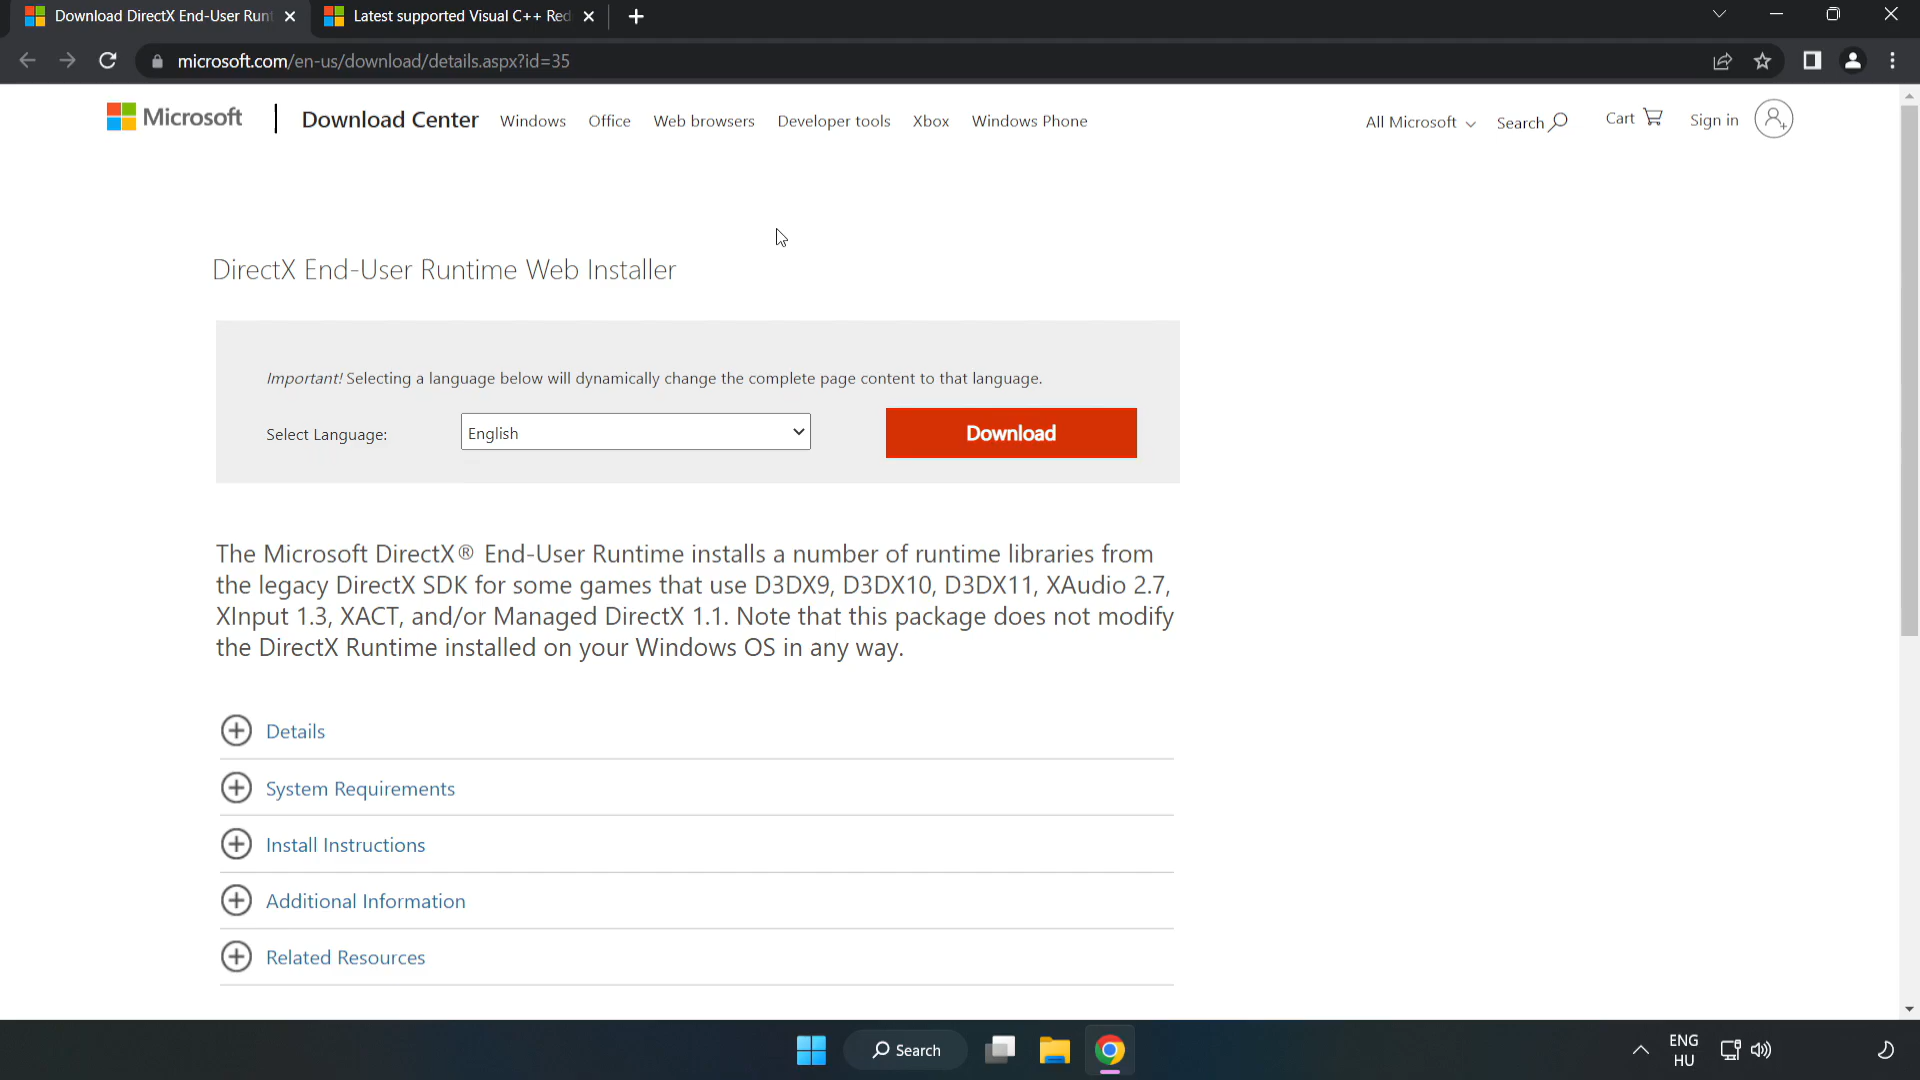 Download DirectX End-User Runt
Latest supported Visual C++ Red
microsoft.com/en-us/download/details.aspx?id=35
Microsoft
Download Center
Windows
Office
Web browsers
Developer tools
Xbox
Windows Phone
All Microsoft
Search
Cart
Sign in
DirectX End-User Runtime Web Installer
Important! Selecting a language below will dynamically change the complete page content to that language.
Select Language:
English
Download
The Microsoft DirectX® End-User Runtime installs a number of runtime libraries from
the legacy DirectX SDK for some games that use D3DX9, D3DX10, D3DX11, XAudio 2.7,
XInput 1.3, XACT, and/or Managed DirectX 1.1. Note that this package does not modify
the DirectX Runtime installed on your Windows OS in any way.
Details
System Requirements
Install Instructions
Additional Information
Related Resources
Search
ENG
HU